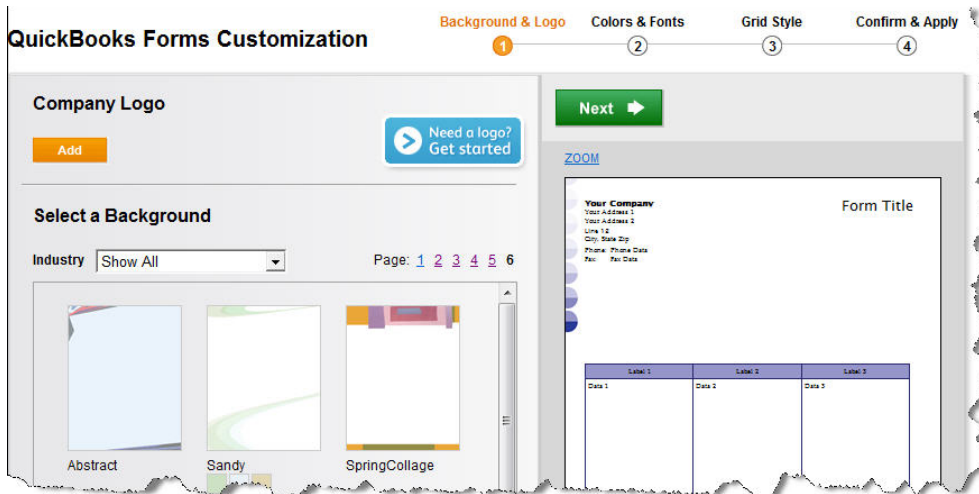 QuickBooks Forms Customization
Background & Logo
1
Colors & Fonts
2
Grid Style
3
Confirm & Apply
4
Company Logo
Add
Need a logo?
Get started
Select a Background
Industry Show All
Page: 1 2 3 4 5 6
Abstract
Sandy
SpringCollage
Next
ZOOM
Your Company
Your Address 1
Your Address 2
Line 12
City, State Zip
Phone: Phone Data
Fax: Fax Data
Form Title
Label 1 Label 2 Label 3
Data 1 Data 2 Data 3